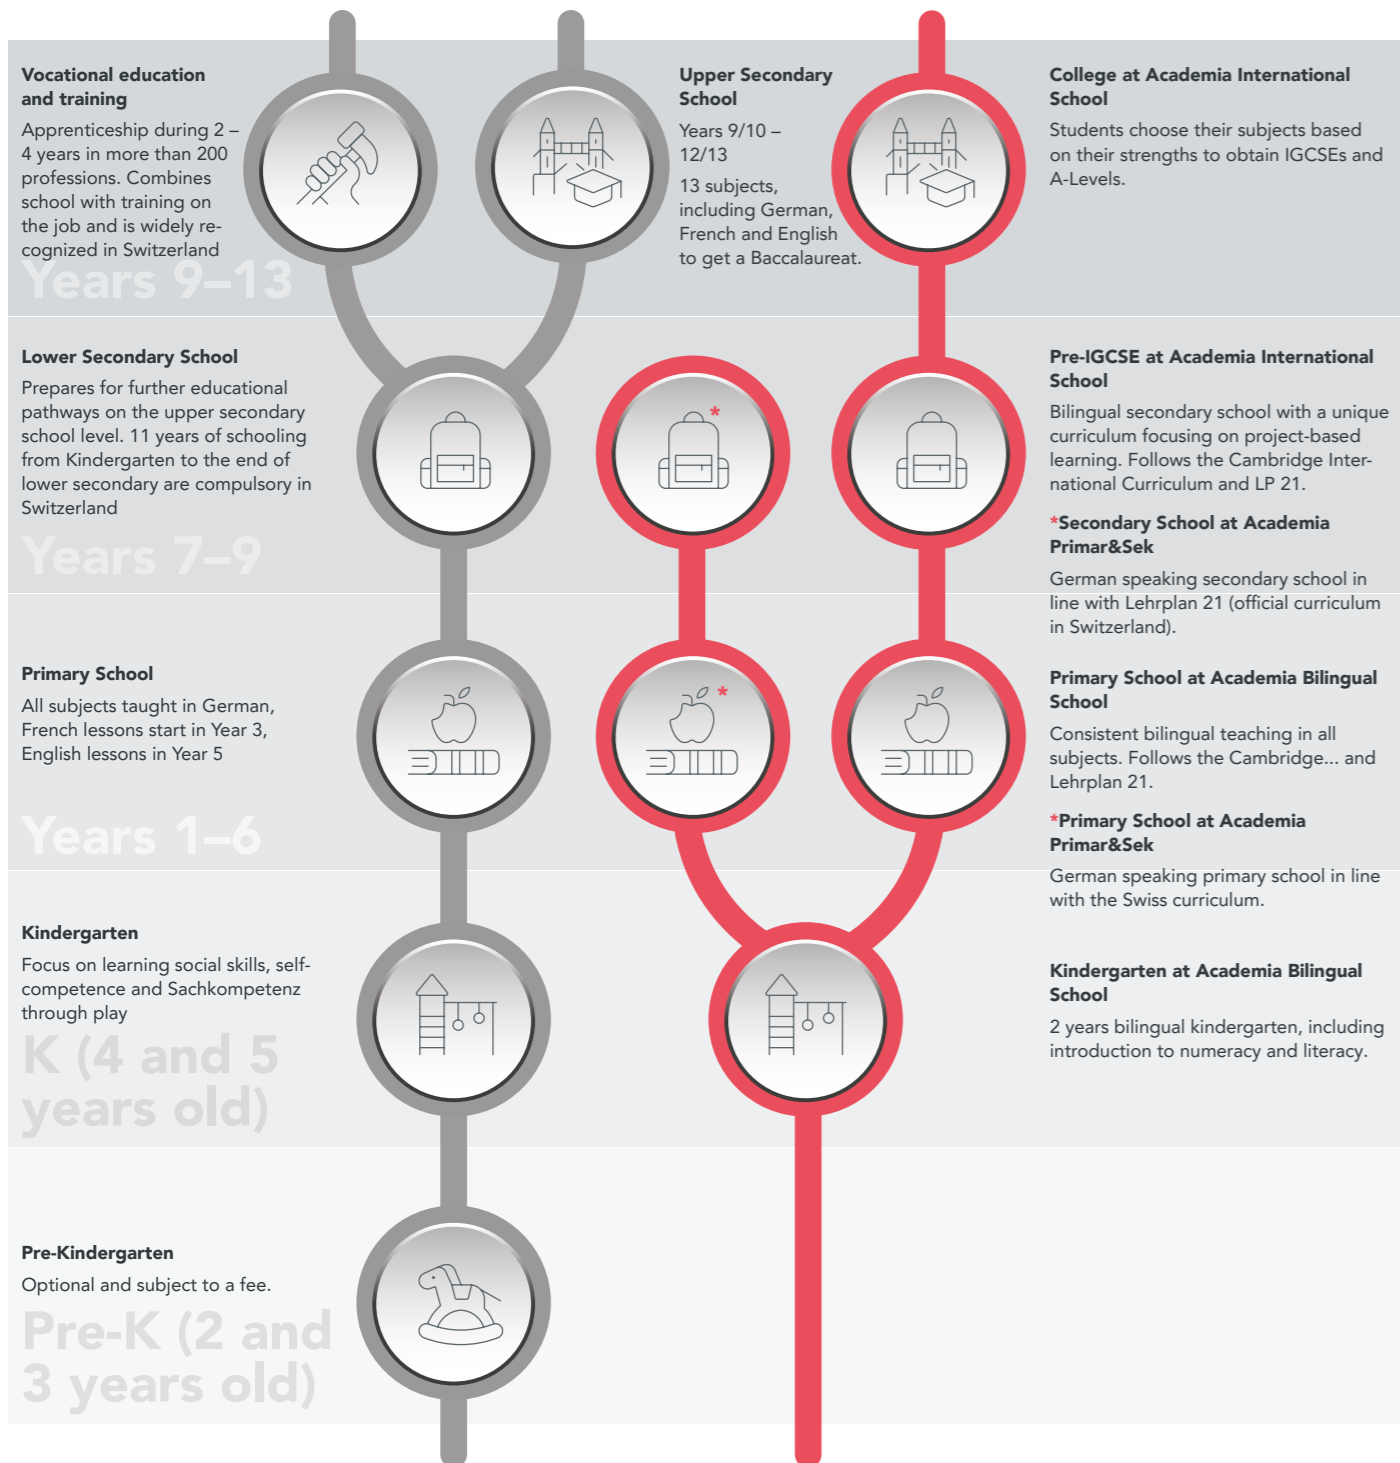 Vocational education
and training
Apprenticeship during 2 –
4 years in more than 200
professions. Combines
school with training on
the job and is widely re-
cognized in Switzerland
Years 9–13
Upper Secondary
School
Years 9/10 –
12/13
13 subjects,
including German,
French and English
to get a Baccalaureat.
College at Academia International
School
Students choose their subjects based
on their strengths to obtain IGCSEs and
A-Levels.
Lower Secondary School
Prepares for further educational
pathways on the upper secondary
school level. 11 years of schooling
from Kindergarten to the end of
lower secondary are compulsory in
Switzerland
Years 7–9
*
Pre-IGCSE at Academia International
School
Bilingual secondary school with a unique
curriculum focusing on project-based
learning. Follows the Cambridge Inter-
national Curriculum and LP 21.
*Secondary School at Academia
Primar&Sek
German speaking secondary school in
line with Lehrplan 21 (official curriculum
in Switzerland).
Primary School
All subjects taught in German,
French lessons start in Year 3,
English lessons in Year 5
Years 1–6
*
Primary School at Academia Bilingual
School
Consistent bilingual teaching in all
subjects. Follows the Cambridge... and
Lehrplan 21.
*Primary School at Academia
Primar&Sek
German speaking primary school in line
with the Swiss curriculum.
Kindergarten
Focus on learning social skills, self-
competence and Sachkompetenz
through play
K (4 and 5
years old)
Kindergarten at Academia Bilingual
School
2 years bilingual kindergarten, including
introduction to numeracy and literacy.
Pre-Kindergarten
Optional and subject to a fee.
Pre-K (2 and
3 years old)